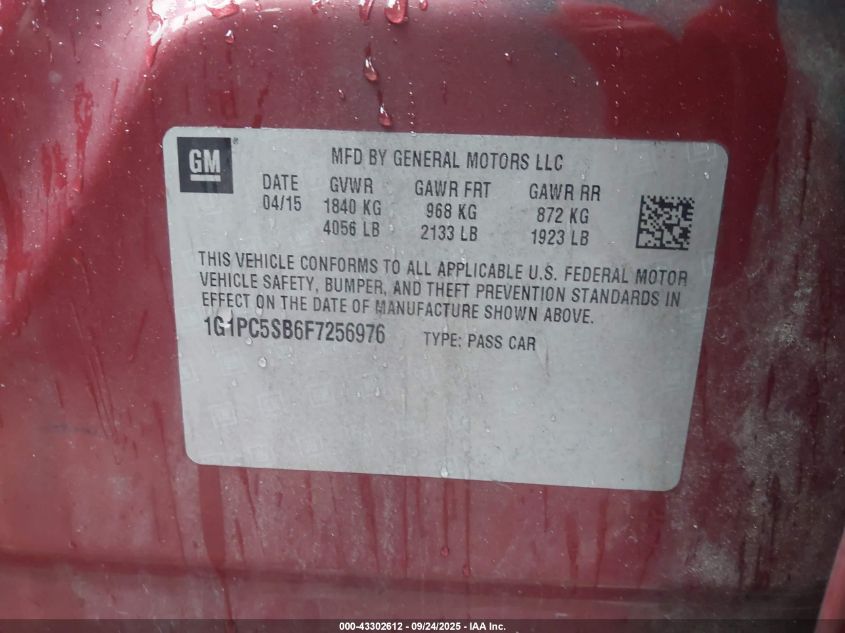 GM
MFD BY GENERAL MOTORS LLC
DATE GVWR GAWR FRT GAWR RR
04/15 1840 KG 968 KG 872 KG
4056 LB 2133 LB 1923 LB
THIS VEHICLE CONFORMS TO ALL APPLICABLE U.S. FEDERAL MOTOR
VEHICLE SAFETY, BUMPER, AND THEFT PREVENTION STANDARDS IN
EFFECT ON THE DATE OF MANUFACTURE SHOWN ABOVE.
1G1PC5SB6F7256976 TYPE: PASS CAR
000-43302612 - 09/24/2025 - IAA Inc.